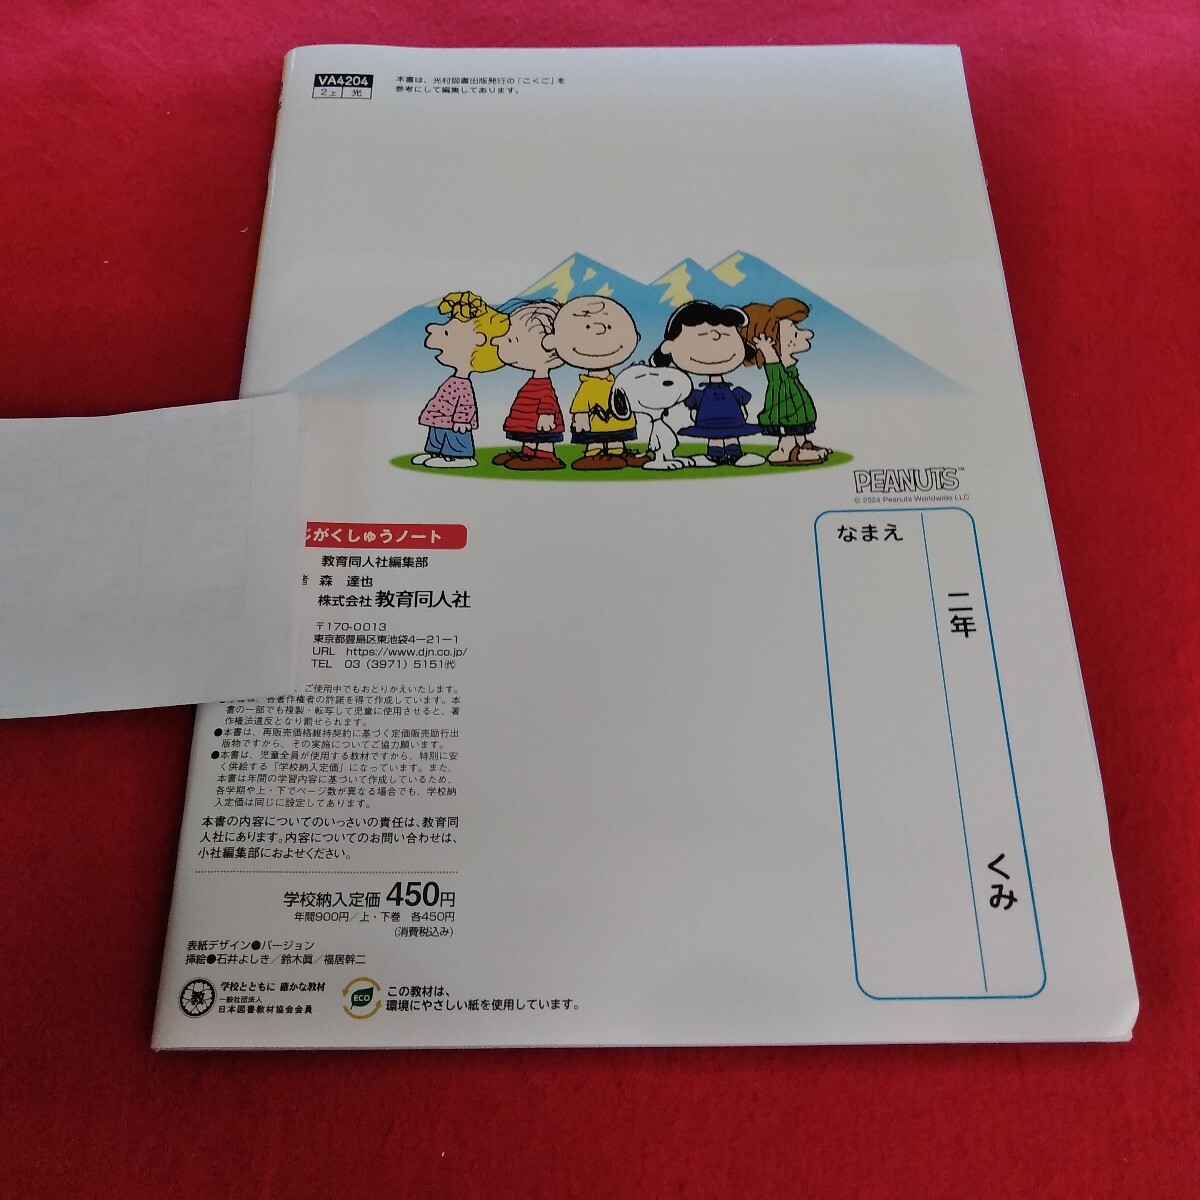 VA4204
2上 光
本書は、光村図書出版発行の「こくご」を
参考にして編集してあります。
PEANUTS™
© 2024 Peanuts Worldwide LLC
なまえ
二年
くみ
がくしゅうノート
教育同人社編集部
森 達也
株式会社 教育同人社
〒170-0013
東京都豊島区東池袋4-21-1
URL https://www.djn.co.jp/
TEL 03 (3971) 5151㈹
ご使用中でもおとりかえいたします。
は、各著作権者の許諾を得て作成しています。本
書の一部でも複製・転写して児童に使用させると、著
作権法違反となり罰せられます。
●本書は、再販売価格維持契約に基づく定価販売励行出
版物ですから、その実施についてご協力願います。
●本書は、児童全員が使用する教材ですから、特別に安
く供給する「学校納入定価」になっています。また、
本書は年間の学習内容に基づいて作成しているため、
各学期や上・下でページ数が異なる場合でも、学校納
入定価は同じに設定してあります。
本書の内容についてのいっさいの責任は、教育同
人社にあります。内容についてのお問い合わせは、
小社編集部におよせください。
学校納入定価 450円
年間900円/上・下巻 各450円
(消費税込み)
表紙デザイン●バージョン
挿絵●石井よしき/鈴木眞/福居幹二
教
学校とともに 確かな教材
一般社団法人
日本図書教材協会会員
ECO
この教材は、
環境にやさしい紙を使用しています。